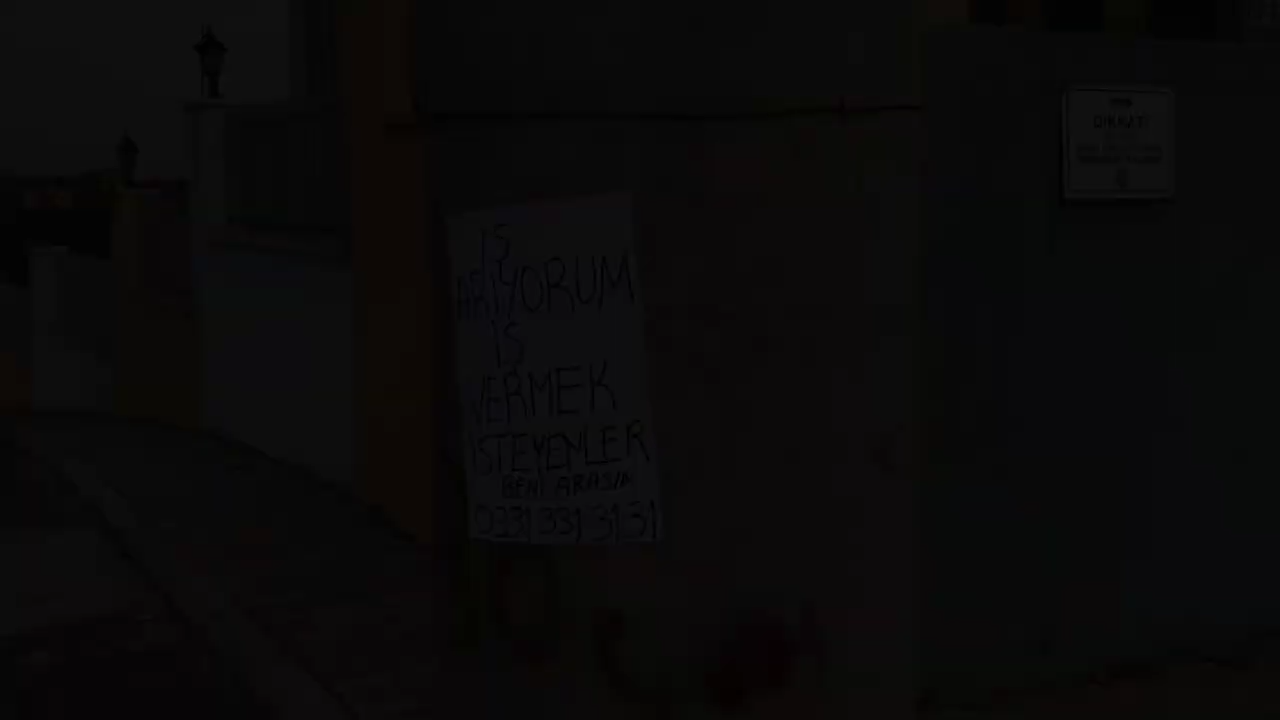 İS
ARIYORUM
İS
VERMEK
İSTEYENLER
BENİ ARASIN
0331 331 31 31
DİKKAT